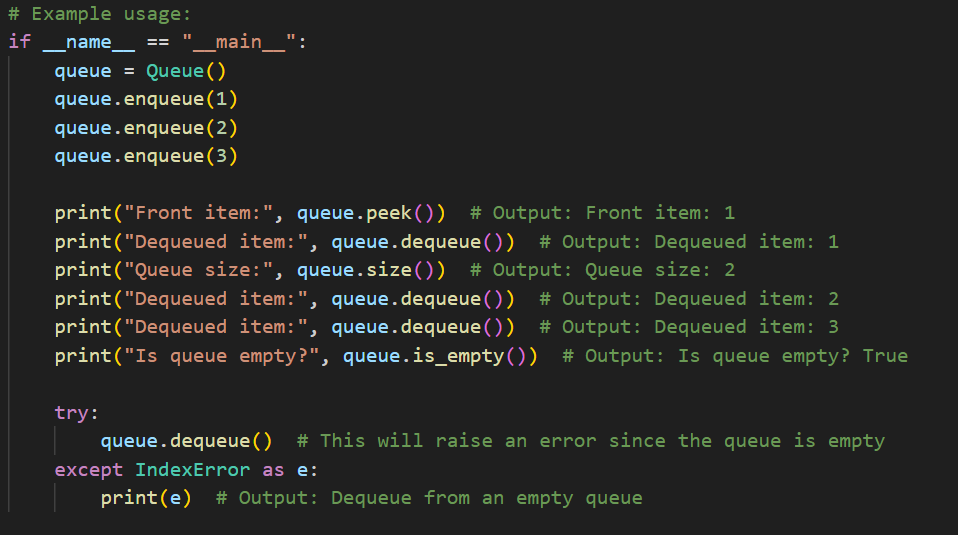 # Example usage:
if __name__ == "__main__":
    queue = Queue()
    queue.enqueue(1)
    queue.enqueue(2)
    queue.enqueue(3)

    print("Front item:", queue.peek())  # Output: Front item: 1
    print("Dequeued item:", queue.dequeue())  # Output: Dequeued item: 1
    print("Queue size:", queue.size())  # Output: Queue size: 2
    print("Dequeued item:", queue.dequeue())  # Output: Dequeued item: 2
    print("Dequeued item:", queue.dequeue())  # Output: Dequeued item: 3
    print("Is queue empty?", queue.is_empty())  # Output: Is queue empty? True

    try:
        queue.dequeue()  # This will raise an error since the queue is empty
    except IndexError as e:
        print(e)  # Output: Dequeue from an empty queue